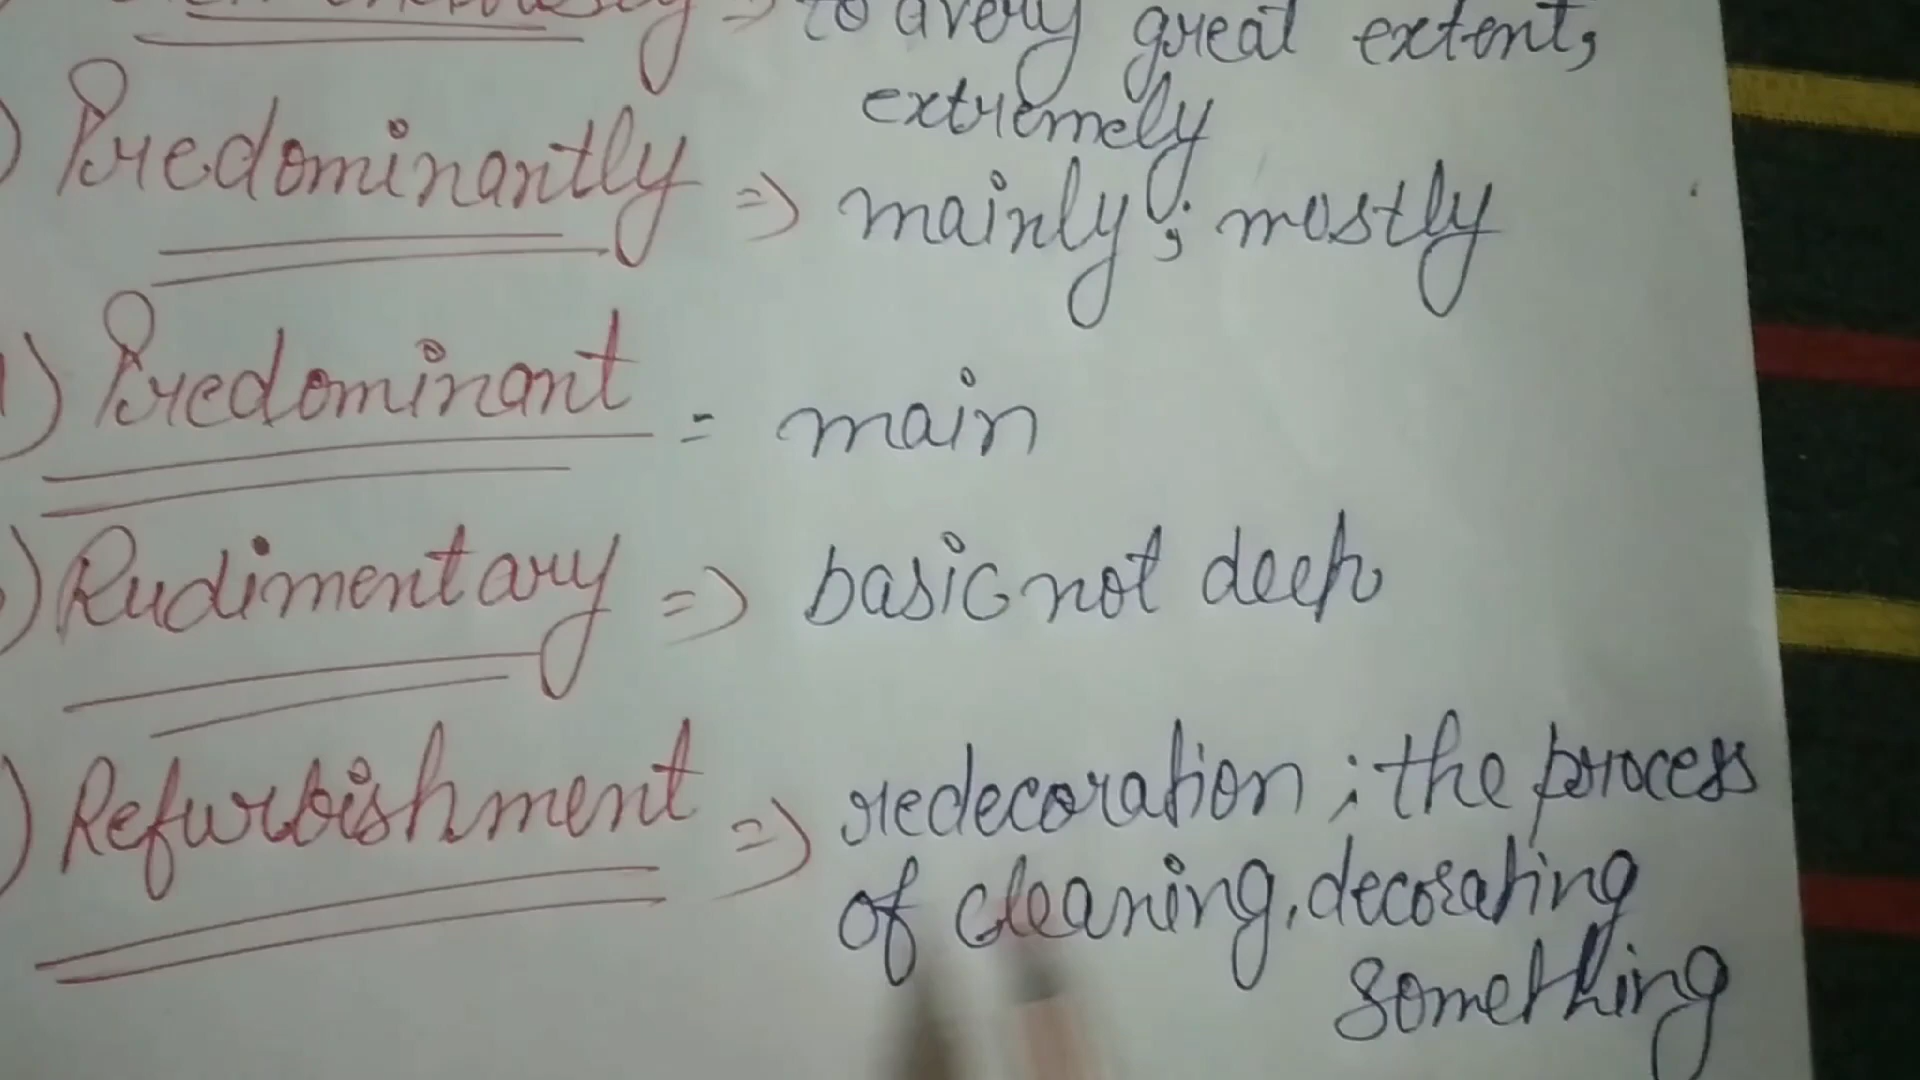 => to a very great extent,
extremely
) Predominantly => mainly; mostly
) Predominant = main
) Rudimentary => basic not deep
) Refurbishment => redecoration; the process
of cleaning, decorating
something